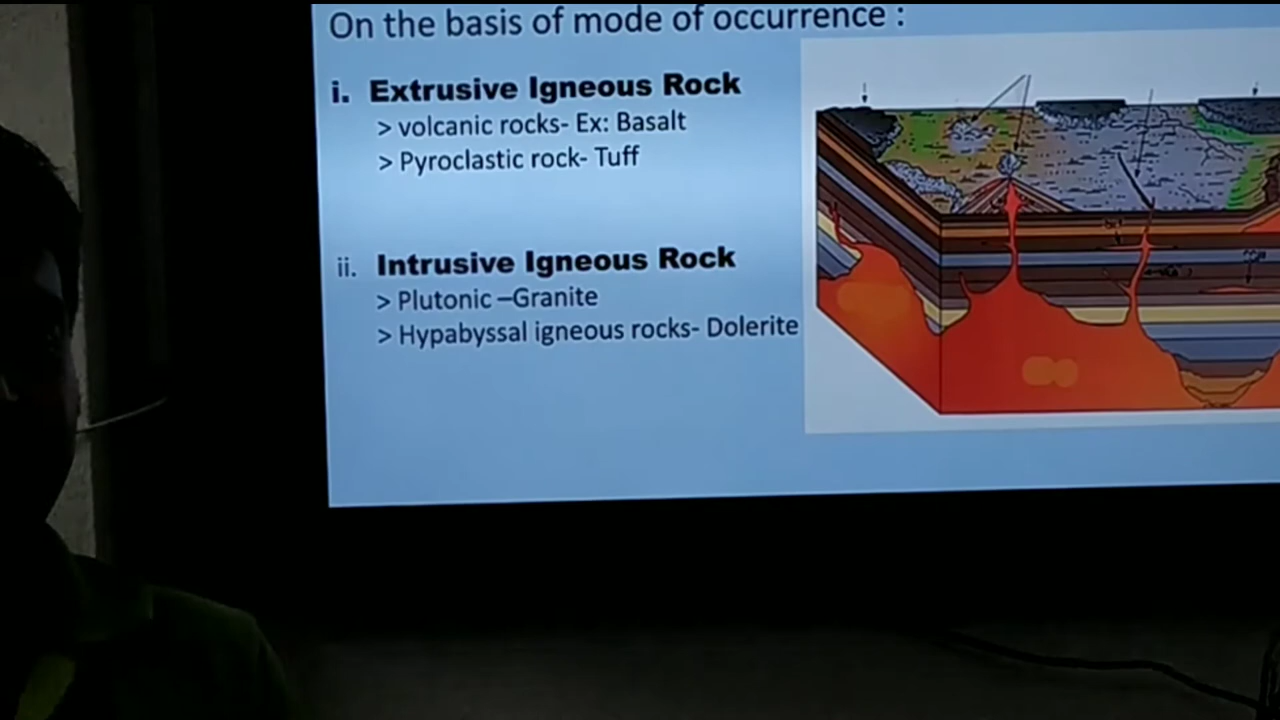 On the basis of mode of occurrence :
i. Extrusive Igneous Rock
> volcanic rocks- Ex: Basalt
> Pyroclastic rock- Tuff
ii. Intrusive Igneous Rock
> Plutonic –Granite
> Hypabyssal igneous rocks- Dolerite